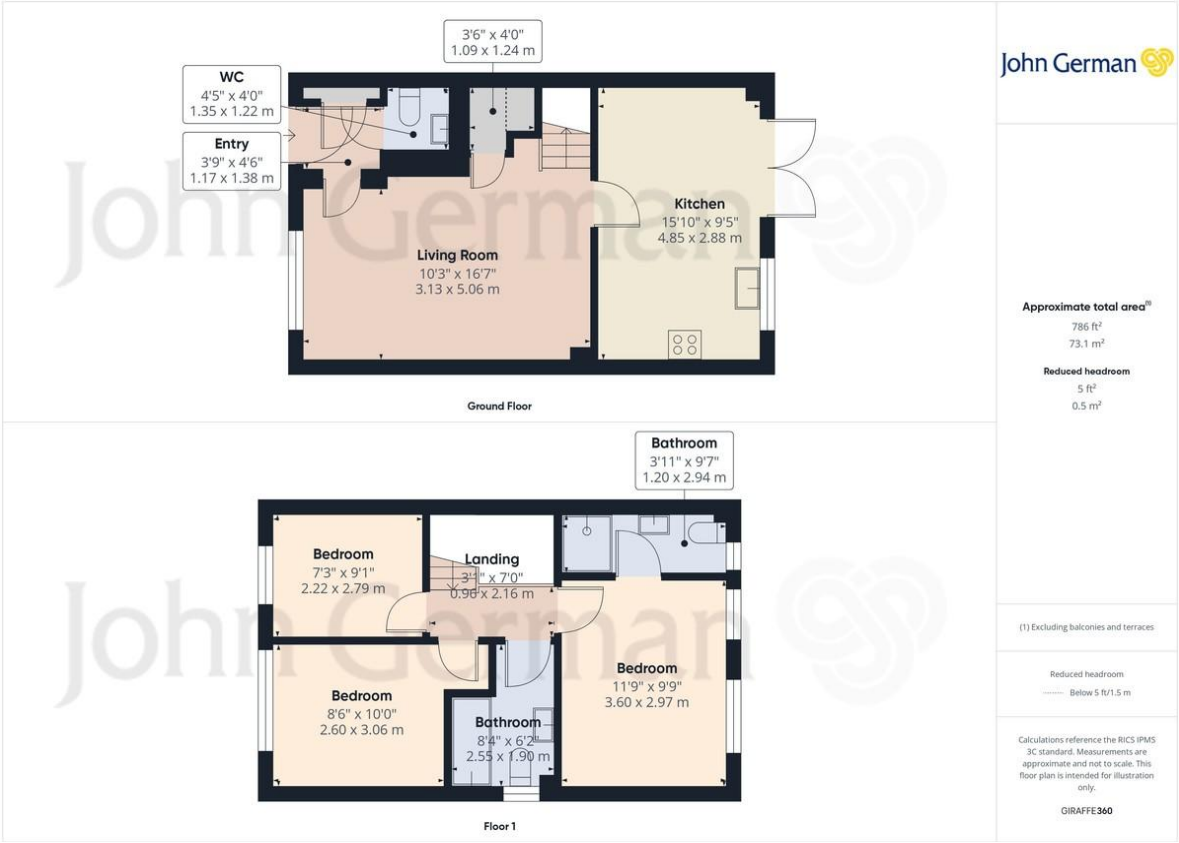 3'6" x 4'0"
1.09 x 1.24 m
WC
4'5" x 4'0"
1.35 x 1.22 m
Entry
3'9" x 4'6"
1.17 x 1.38 m
Kitchen
15'10" x 9'5"
4.85 x 2.88 m
Living Room
10'3" x 16'7"
3.13 x 5.06 m
John German
Ground Floor
Bathroom
3'11" x 9'7"
1.20 x 2.94 m
Bedroom
7'3" x 9'1"
2.22 x 2.79 m
Landing
3'1" x 7'0"
0.96 x 2.16 m
Bedroom
11'9" x 9'9"
3.60 x 2.97 m
Bedroom
8'6" x 10'0"
2.60 x 3.06 m
Bathroom
8'4" x 6'2"
2.55 x 1.90 m
John German
Floor 1
John German
Approximate total area(1)
786 ft²
73.1 m²
Reduced headroom
5 ft²
0.5 m²
(1) Excluding balconies and terraces
Reduced headroom
Below 5 ft/1.5 m
Calculations reference the RICS IPMS
3C standard. Measurements are
approximate and not to scale. This
floor plan is intended for illustration
only.
GIRAFFE360